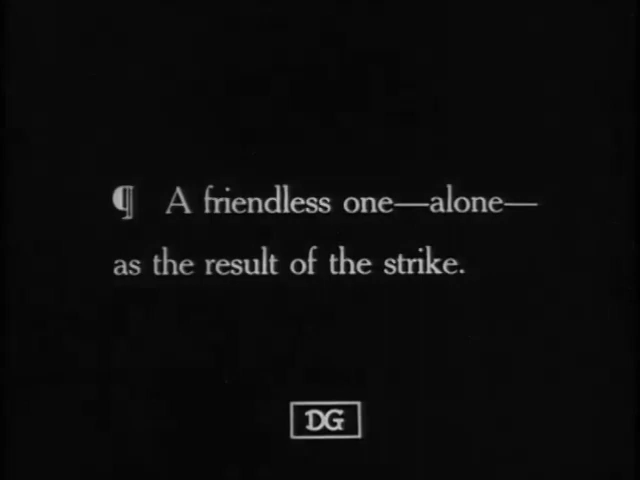 ¶ A friendless one—alone—
as the result of the strike.
DG